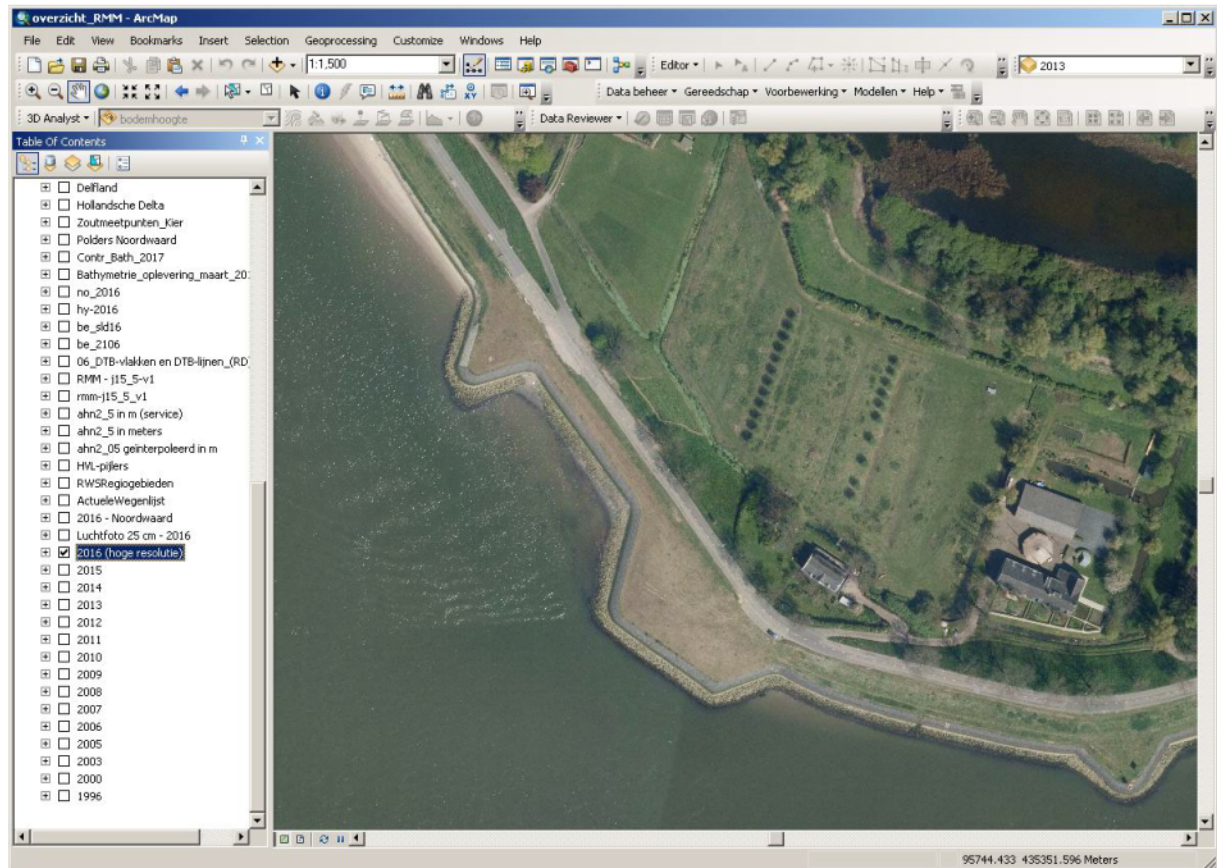 overzicht_RMM - ArcMap
File Edit View Bookmarks Insert Selection Geoprocessing Customize Windows Help
1:1,500 Editor 2013
Data beheer Gereedschap Voorbewerking Modellen Help
3D Analyst bodemhoogte Data Reviewer
Table Of Contents
Delfland
Hollandsche Delta
Zoutmeetpunten_Kier
Polders Noordwaard
Contr_Bath_2017
Bathymetrie_oplevering_maart_20
no_2016
hy-2016
be_sld16
be_2106
06_DTB-vlakken en DTB-lijnen_(RD)
RMM - j15_5-v1
rmm-j15_5_v1
ahn2_5 in m (service)
ahn2_5 in meters
ahn2_05 geïnterpoleerd in m
HVL-pijlers
RWSRegiogebieden
ActueleWegenlijst
2016 - Noordwaard
Luchtfoto 25 cm - 2016
2016 (hoge resolutie)
2015
2014
2013
2012
2011
2010
2009
2008
2007
2006
2005
2003
2000
1996
95744.433 435351.596 Meters